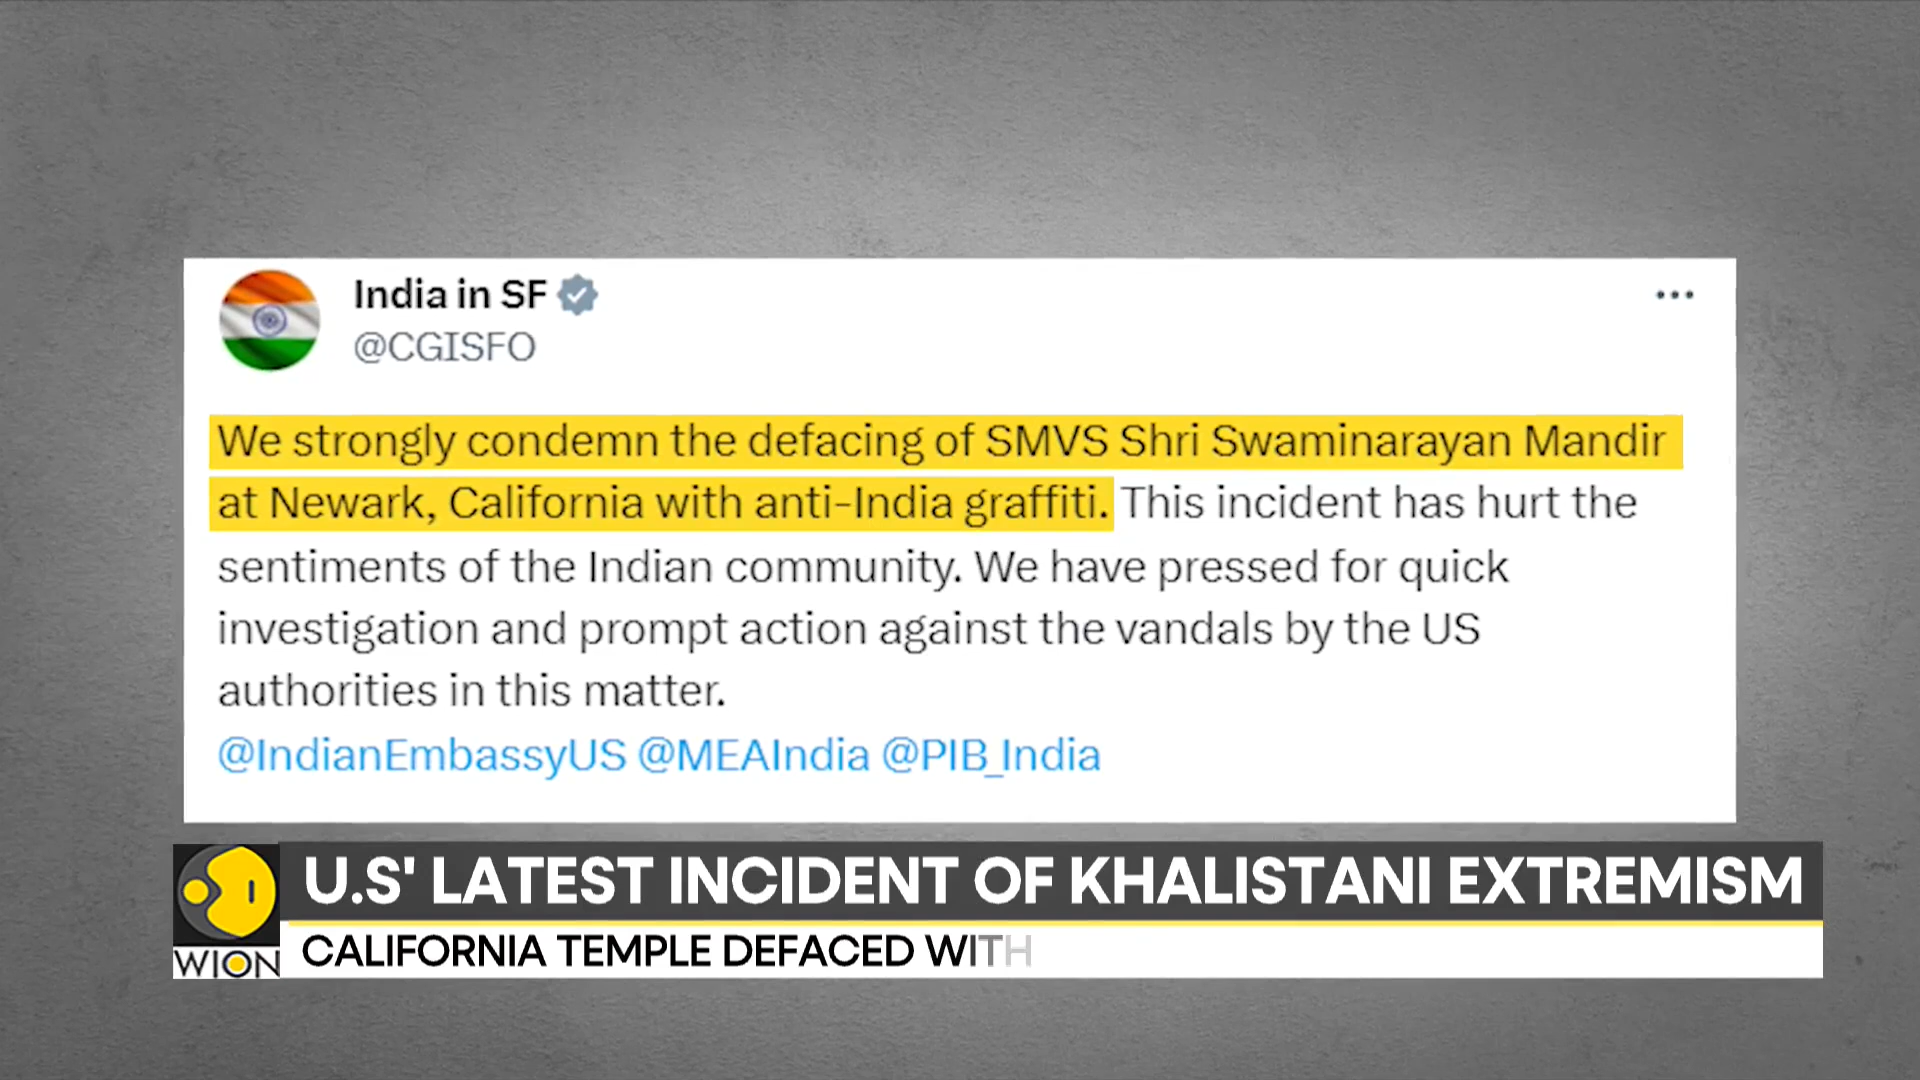 India in SF
@CGISFO
We strongly condemn the defacing of SMVS Shri Swaminarayan Mandir
at Newark, California with anti-India graffiti. This incident has hurt the
sentiments of the Indian community. We have pressed for quick
investigation and prompt action against the vandals by the US
authorities in this matter.
@IndianEmbassyUS @MEAIndia @PIB_India
U.S' LATEST INCIDENT OF KHALISTANI EXTREMISM
CALIFORNIA TEMPLE DEFACED WITH
WION